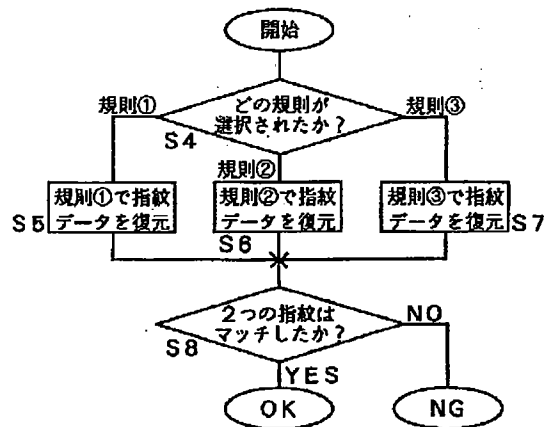 開始
規則①
どの規則が
選択されたか？
規則③
S4
規則②
規則①で指紋
データを復元
S5
規則②で指紋
データを復元
S6
規則③で指紋
データを復元
S7
2つの指紋は
マッチしたか？
S8
NO
YES
OK
NG